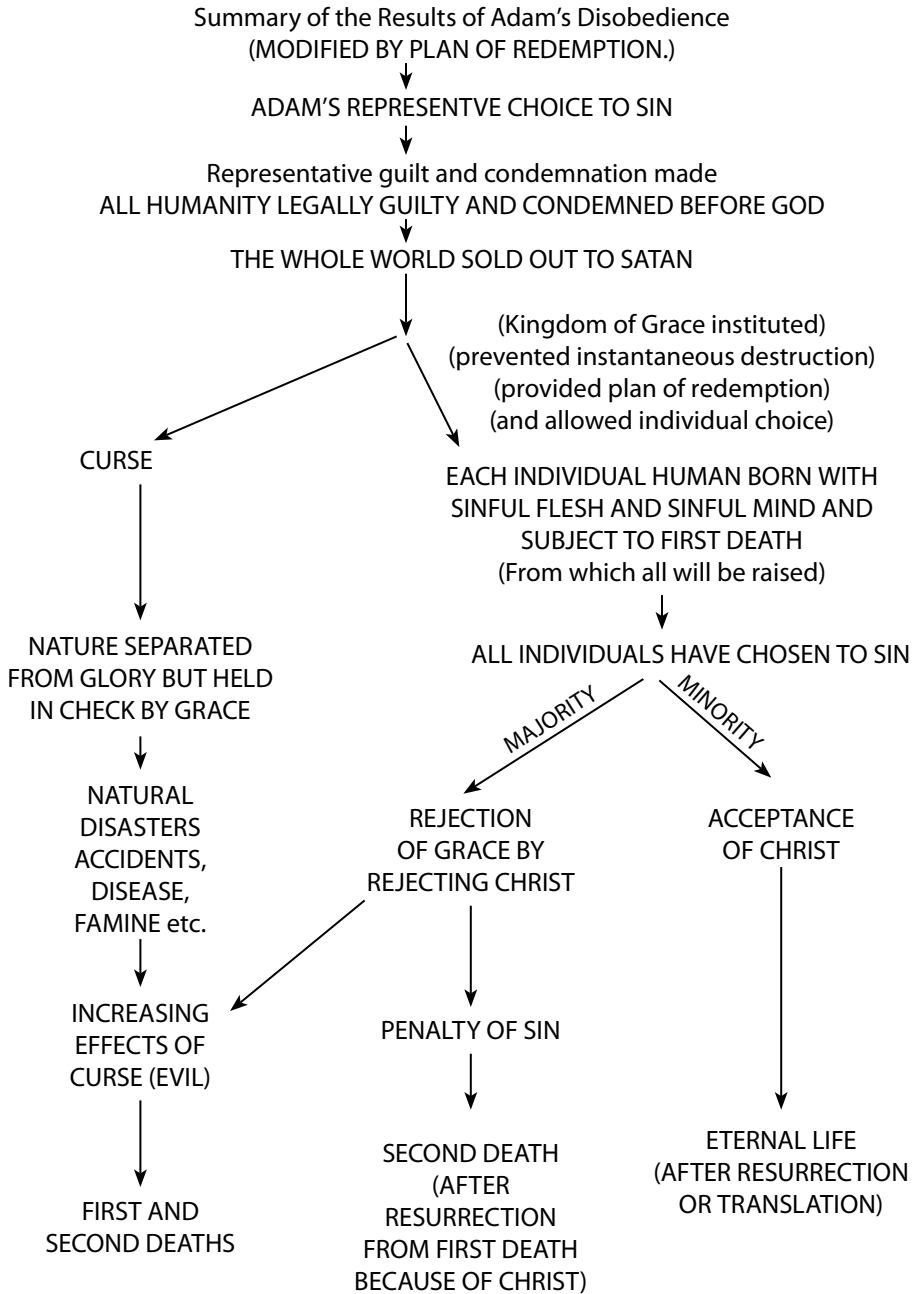 Summary of the Results of Adam's Disobedience
(MODIFIED BY PLAN OF REDEMPTION.)
ADAM'S REPRESENTVE CHOICE TO SIN
Representative guilt and condemnation made
ALL HUMANITY LEGALLY GUILTY AND CONDEMNED BEFORE GOD
THE WHOLE WORLD SOLD OUT TO SATAN
(Kingdom of Grace instituted)
(prevented instantaneous destruction)
(provided plan of redemption)
(and allowed individual choice)
CURSE
EACH INDIVIDUAL HUMAN BORN WITH
SINFUL FLESH AND SINFUL MIND AND
SUBJECT TO FIRST DEATH
(From which all will be raised)
NATURE SEPARATED
FROM GLORY BUT HELD
IN CHECK BY GRACE
ALL INDIVIDUALS HAVE CHOSEN TO SIN
MAJORITY
MINORITY
NATURAL
DISASTERS
ACCIDENTS,
DISEASE,
FAMINE etc.
REJECTION
OF GRACE BY
REJECTING CHRIST
ACCEPTANCE
OF CHRIST
INCREASING
EFFECTS OF
CURSE (EVIL)
PENALTY OF SIN
FIRST AND
SECOND DEATHS
SECOND DEATH
(AFTER
RESURRECTION
FROM FIRST DEATH
BECAUSE OF CHRIST)
ETERNAL LIFE
(AFTER RESURRECTION
OR TRANSLATION)